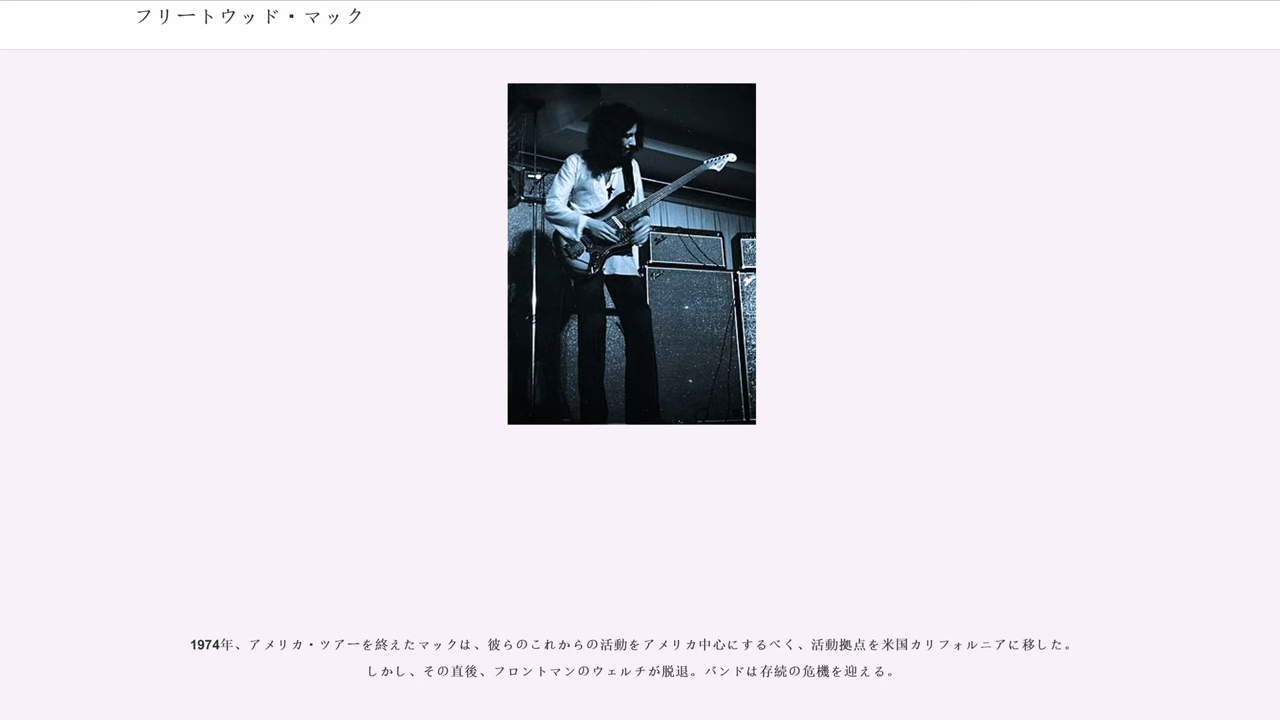 フリートウッド・マック
1974年、アメリカ・ツアーを終えたマックは、彼らのこれからの活動をアメリカ中心にするべく、活動拠点を米国カリフォルニアに移した。
しかし、その直後、フロントマンのウェルチが脱退。バンドは存続の危機を迎える。